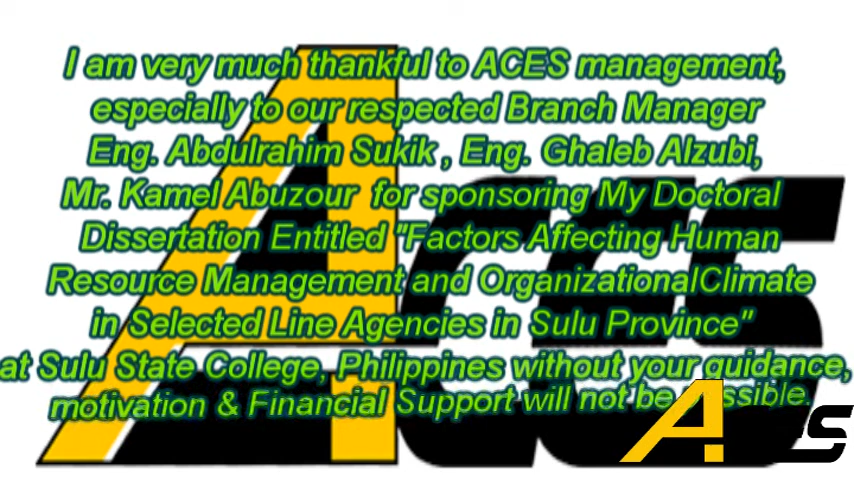 I am very much thankful to ACES management,
especially to our respected Branch Manager
Eng. Abdulrahim Sukik , Eng. Ghaleb Alzubi,
Mr. Kamel Abuzour for sponsoring My Doctoral
Dissertation Entitled "Factors Affecting Human
Resource Management and OrganizationalClimate
in Selected Line Agencies in Sulu Province"
at Sulu State College, Philippines without your guidance,
motivation & Financial Support will not be possible.
Aces
Aces